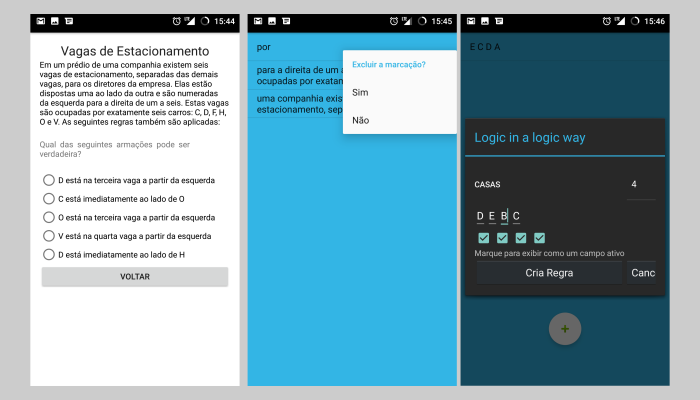 15:44
Vagas de Estacionamento
Em um prédio de uma companhia existem seis
vagas de estacionamento, separadas das demais
vagas, para os diretores da empresa. Elas estão
dispostas uma ao lado da outra e são numeradas
da esquerda para a direita de um a seis. Estas vagas
são ocupadas por exatamente seis carros: C, D, F, H,
O e V. As seguintes regras também são aplicadas:
Qual das seguintes armações pode ser
verdadeira?
D está na terceira vaga a partir da esquerda
C está imediatamente ao lado de O
O está na terceira vaga a partir da esquerda
V está na quarta vaga a partir da esquerda
D está imediatamente ao lado de H
VOLTAR
15:45
por
para a direita de um a
ocupadas por exatan
uma companhia exis
estacionamento, sep
Excluir a marcação?
Sim
Não
15:46
E C D A
Logic in a logic way
CASAS 4
D E B C
Marque para exibir como um campo ativo
Cria Regra Canc
+